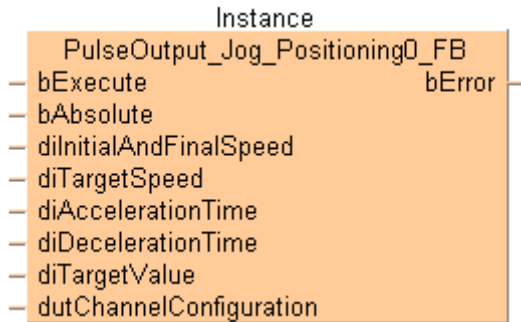 Instance
PulseOutput_Jog_Positioning0_FB
bExecute bError
bAbsolute
diInitialAndFinalSpeed
diTargetSpeed
diAccelerationTime
diDecelerationTime
diTargetValue
dutChannelConfiguration